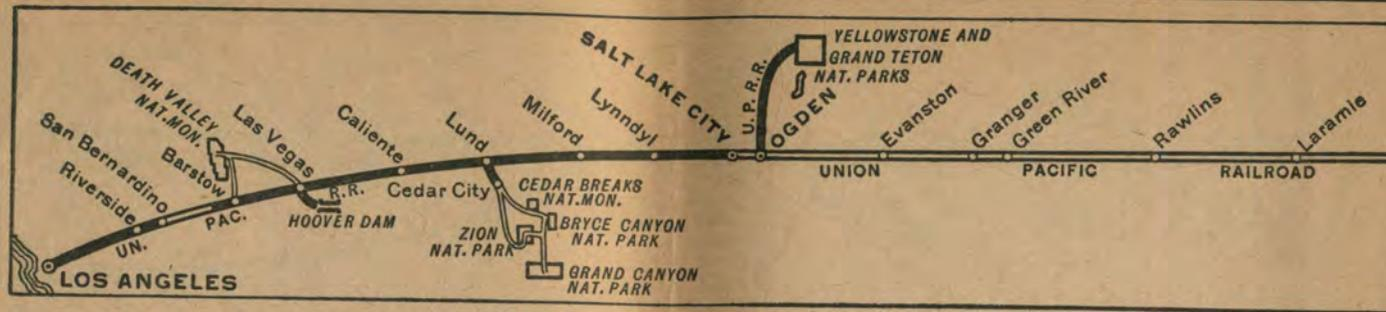 LOS ANGELES
Riverside
San Bernardino
UN.
PAC.
R.R.
Barstow
DEATH VALLEY
NAT. MON.
Las Vegas
HOOVER DAM
Caliente
Lund
Cedar City
CEDAR BREAKS
NAT. MON.
ZION
NAT. PARK
BRYCE CANYON
NAT. PARK
GRAND CANYON
NAT. PARK
Milford
Lynndyl
SALT LAKE CITY
OGDEN
U. P. R. R.
YELLOWSTONE AND
GRAND TETON
NAT. PARKS
Evanston
Granger
Green River
Rawlins
Laramie
UNION
PACIFIC
RAILROAD